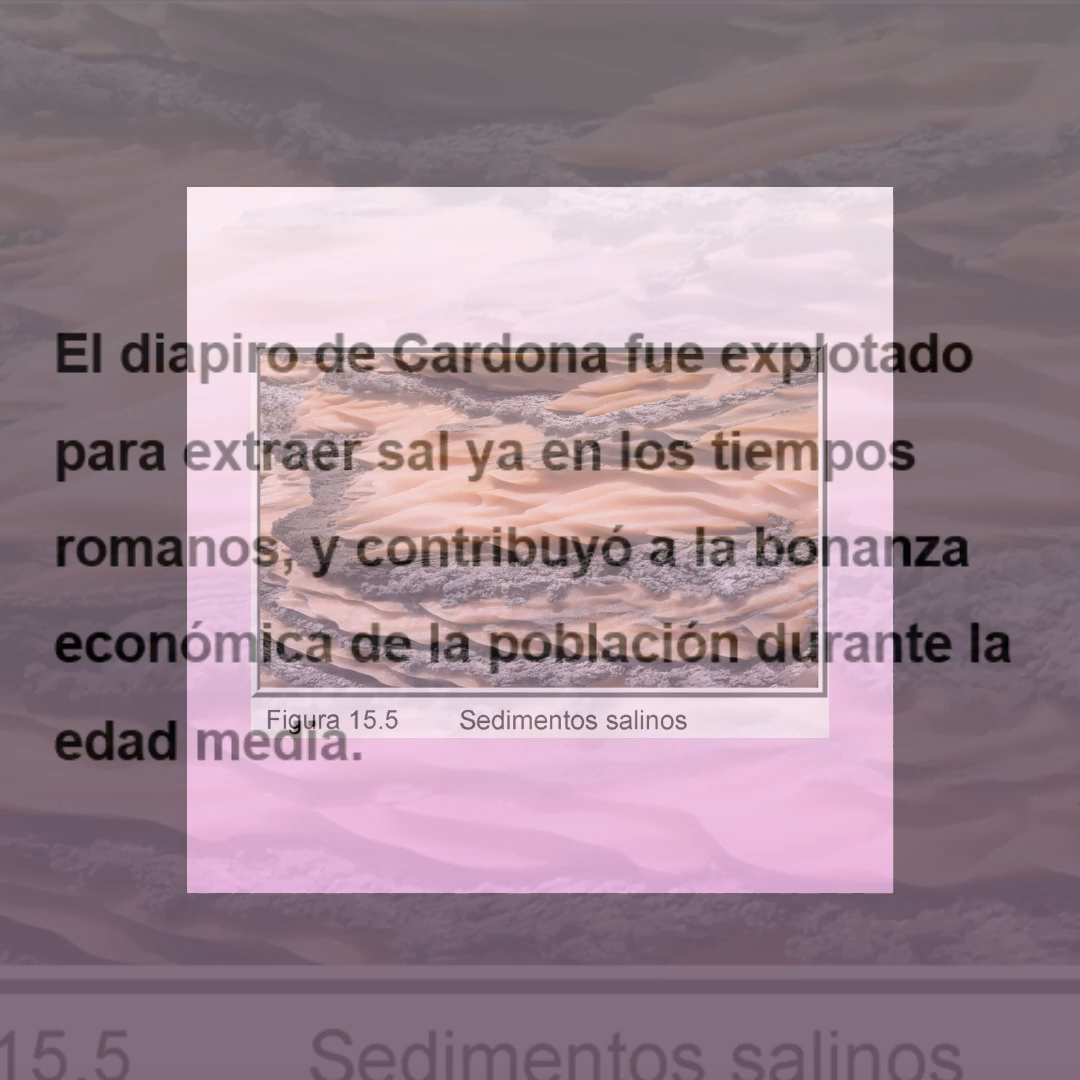 El diapiro de Cardona fue explotado
para extraer sal ya en los tiempos
romanos, y contribuyó a la bonanza
económica de la población durante la
edad media.
Figura 15.5 Sedimentos salinos
15.5 Sedimentos salinos